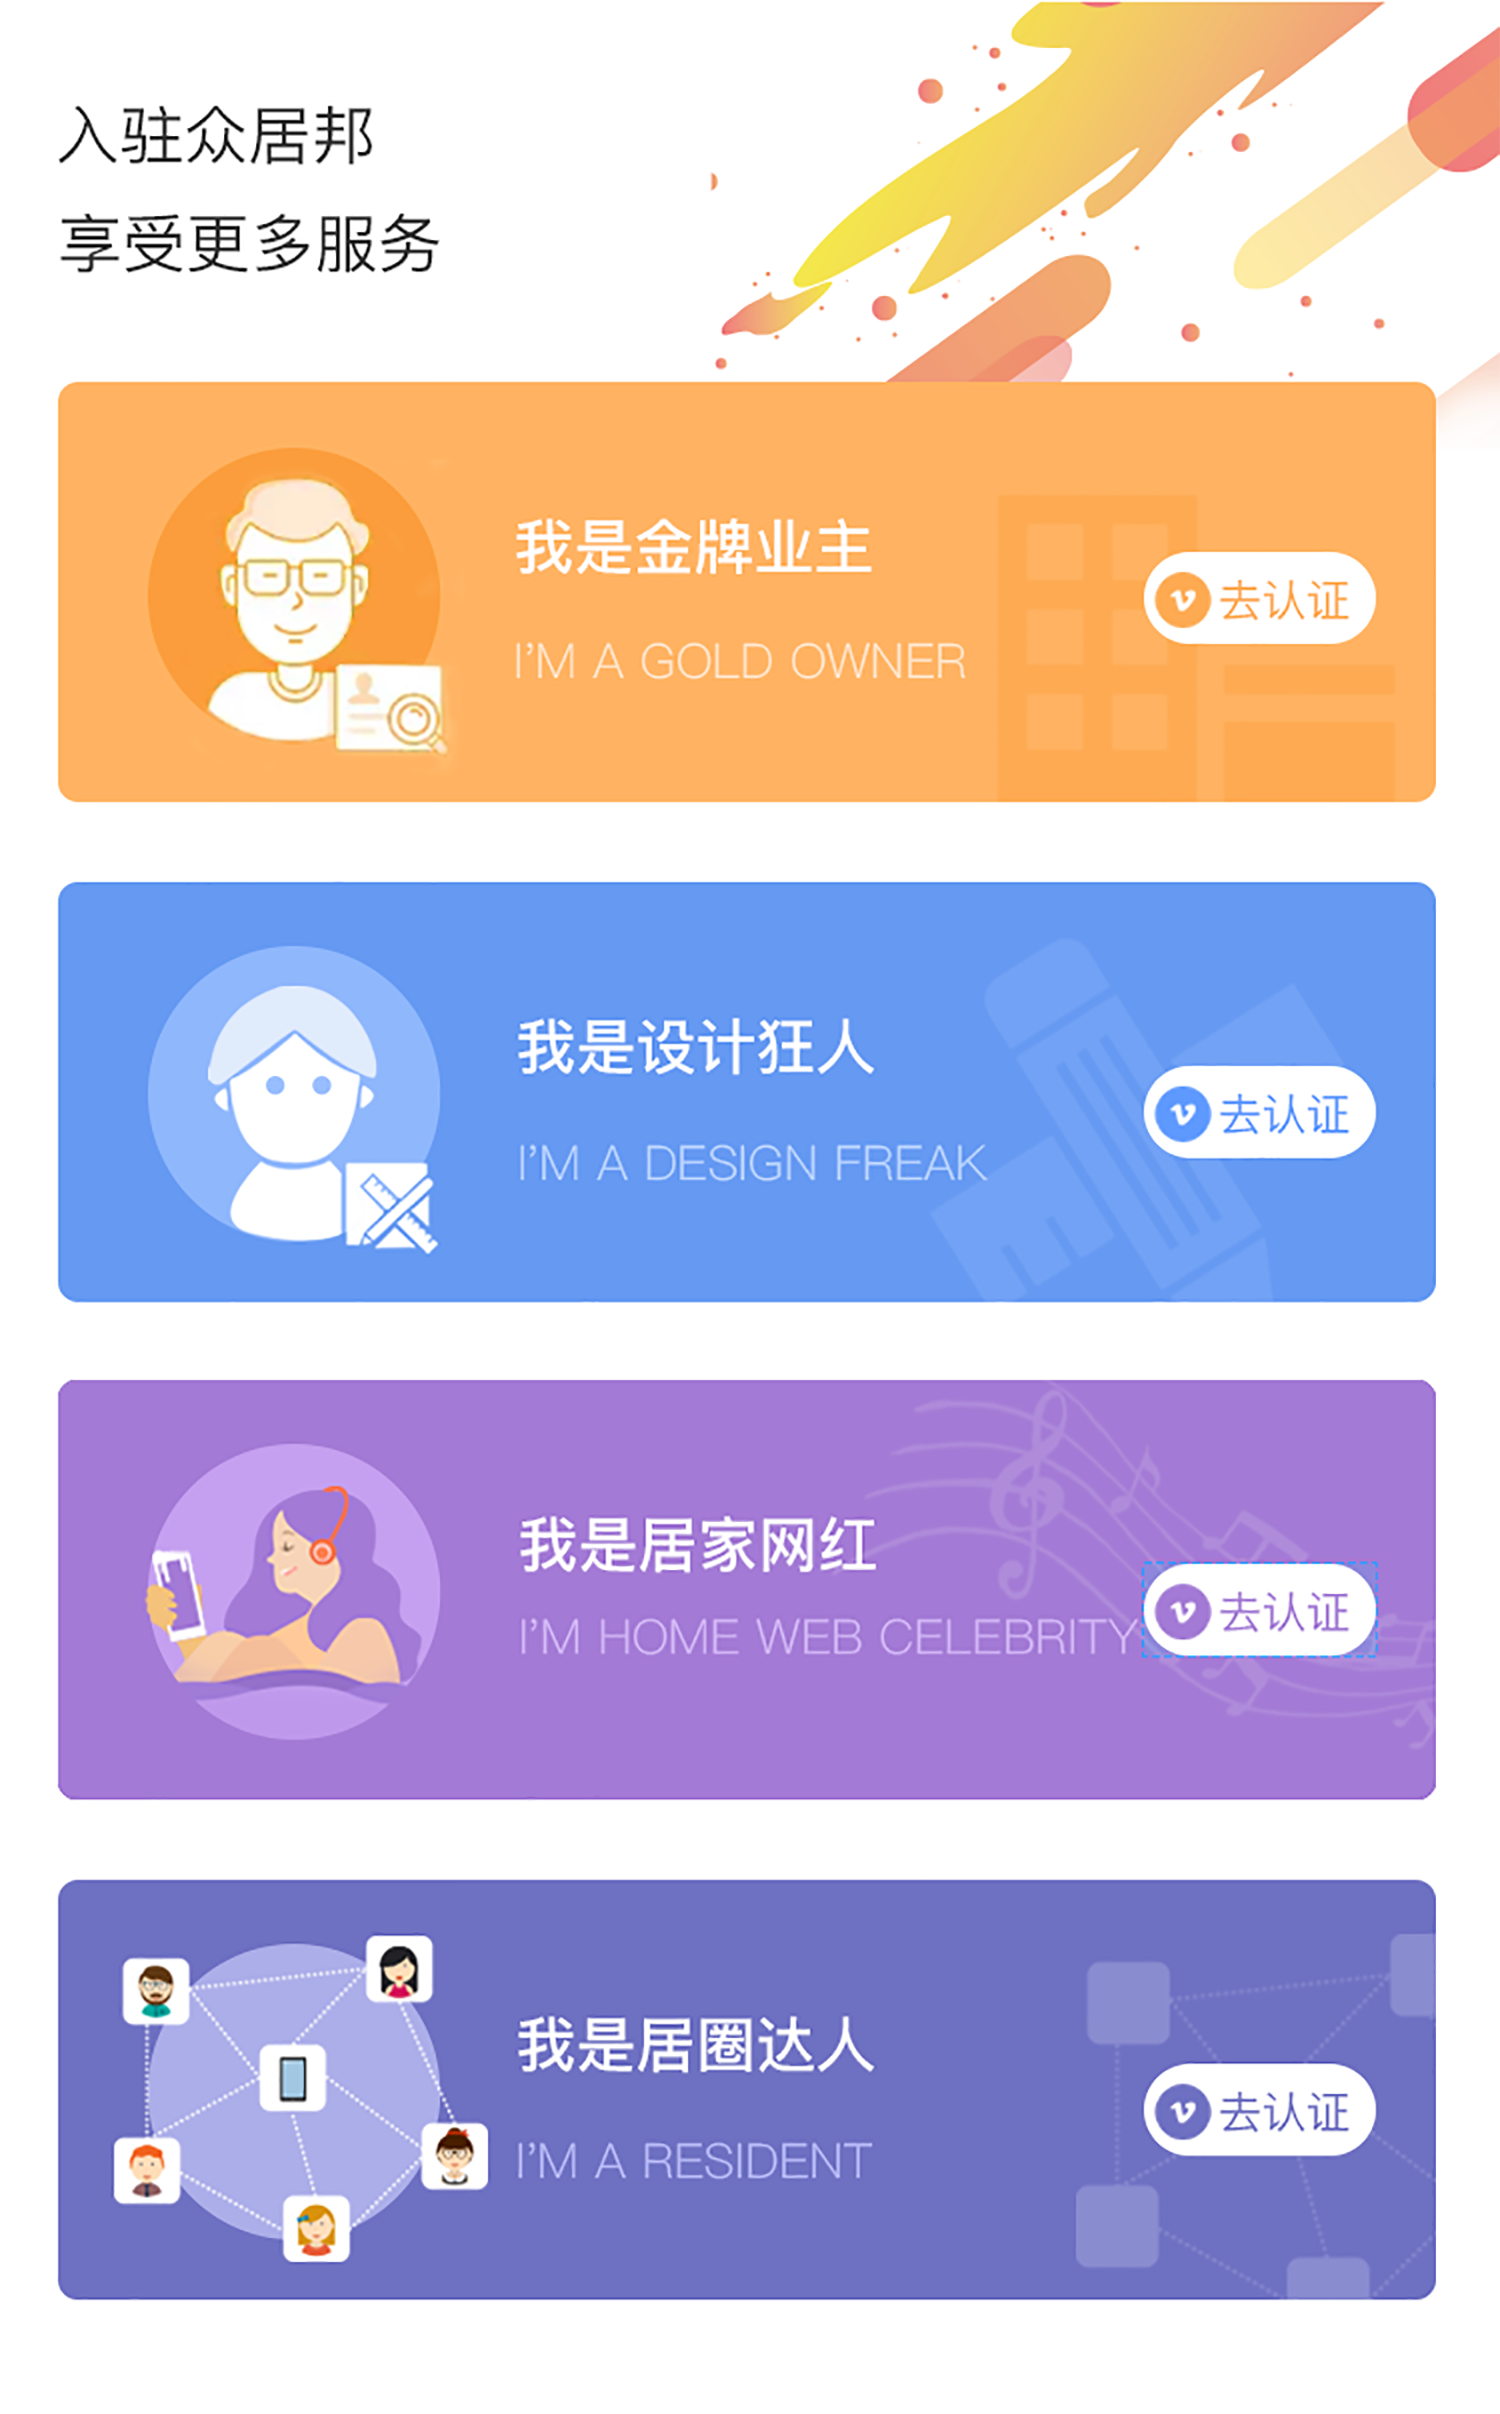 入驻众居邦
享受更多服务
我是金牌业主
I'M A GOLD OWNER
去认证
我是设计狂人
I'M A DESIGN FREAK
去认证
我是居家网红
I'M HOME WEB CELEBRITY
去认证
我是居圈达人
I'M A RESIDENT
去认证